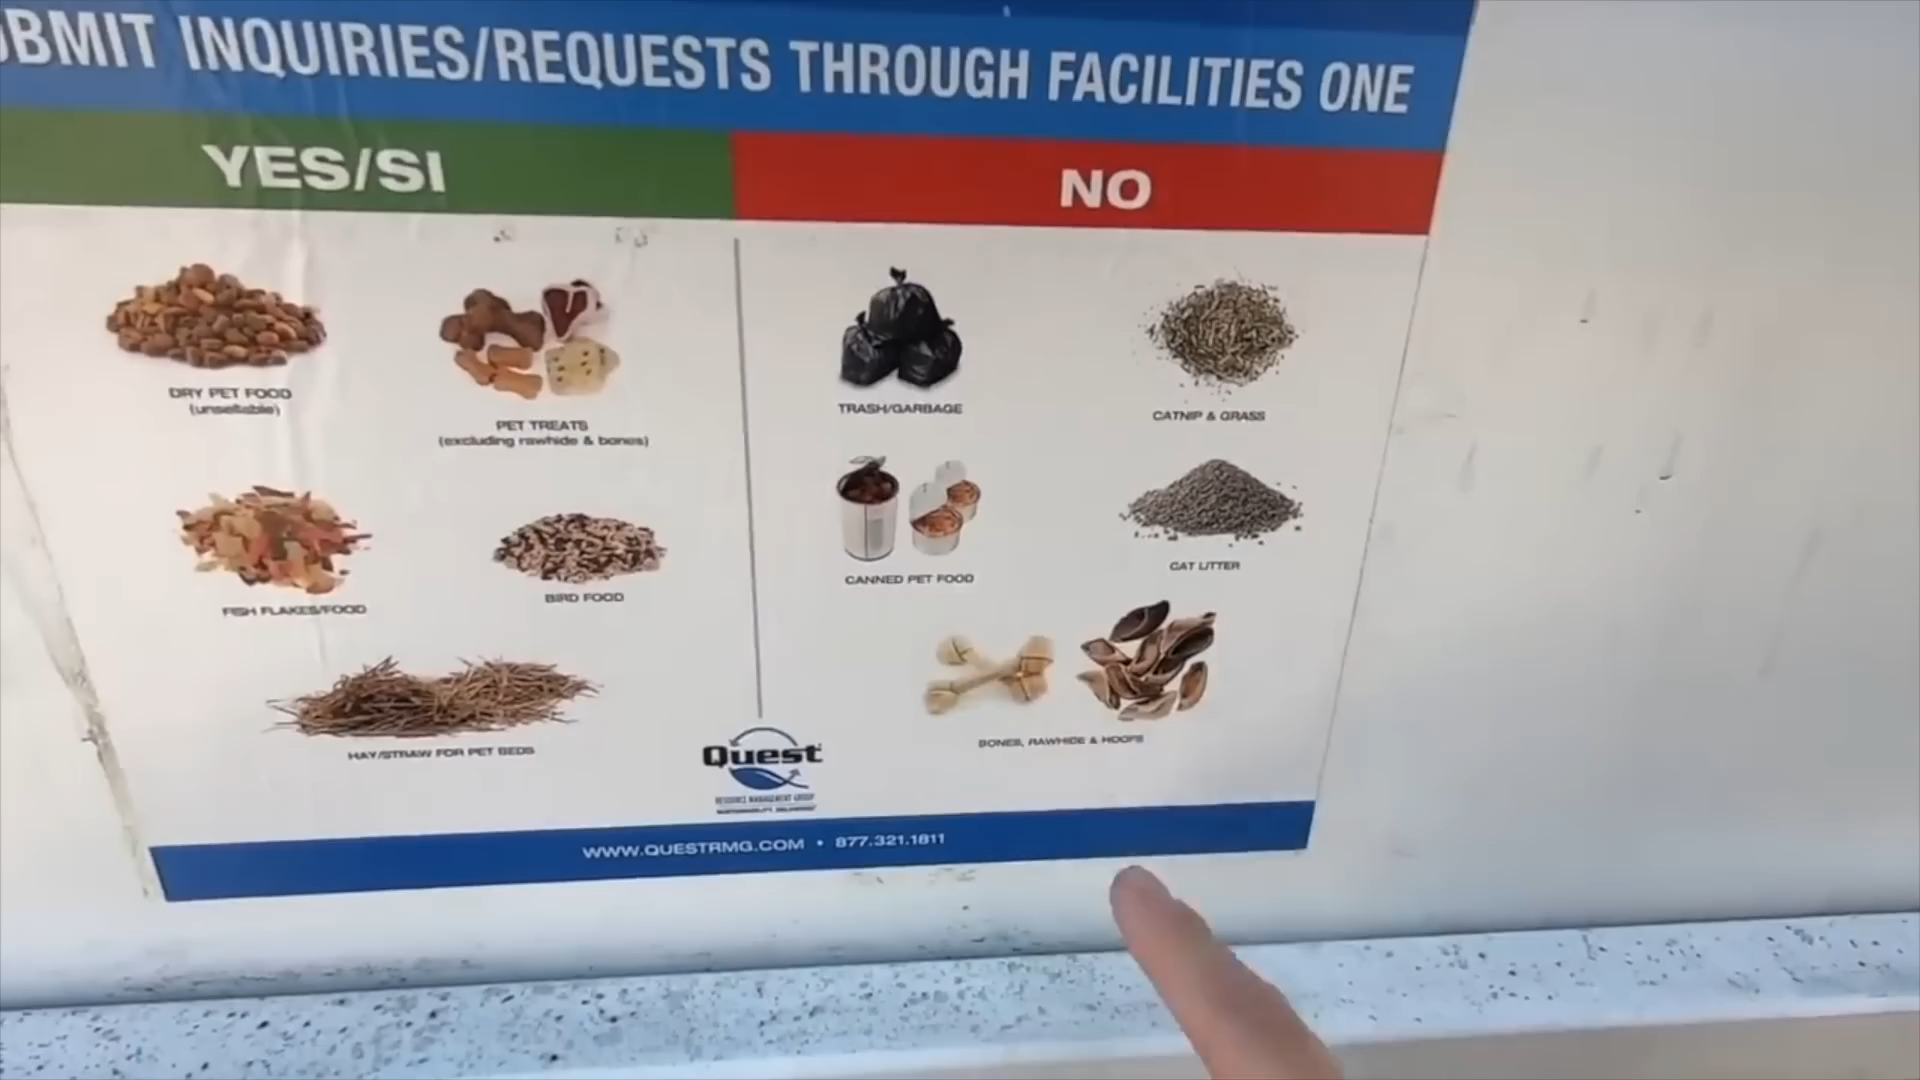 INQUIRIES/REQUESTS THROUGH FACILITIES ONE
YES/SI
NO
DRY PET FOOD
(unsellable)
PET TREATS
(excluding rawhide & bones)
TRASH/GARBAGE
CATNIP & GRASS
FISH FLAKES/FOOD
BIRD FOOD
CANNED PET FOOD
CAT LITTER
HAY/STRAW FOR PET BEDS
BONES, RAWHIDE & HOOFS
Quest
RESOURCE MANAGEMENT GROUP
WWW.QUESTRMG.COM • 877.321.1811